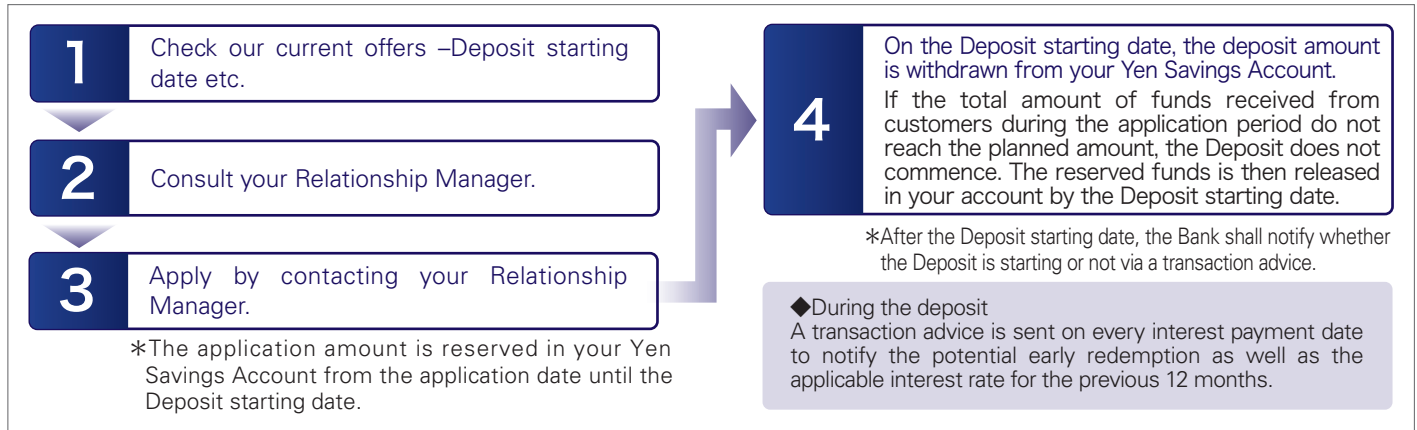 1
Check our current offers –Deposit starting
date etc.
2
Consult your Relationship Manager.
3
Apply by contacting your Relationship
Manager.
*The application amount is reserved in your Yen
Savings Account from the application date until the
Deposit starting date.
4
On the Deposit starting date, the deposit amount
is withdrawn from your Yen Savings Account.
If the total amount of funds received from
customers during the application period do not
reach the planned amount, the Deposit does not
commence. The reserved funds is then released
in your account by the Deposit starting date.
*After the Deposit starting date, the Bank shall notify whether
the Deposit is starting or not via a transaction advice.
◆During the deposit
A transaction advice is sent on every interest payment date
to notify the potential early redemption as well as the
applicable interest rate for the previous 12 months.